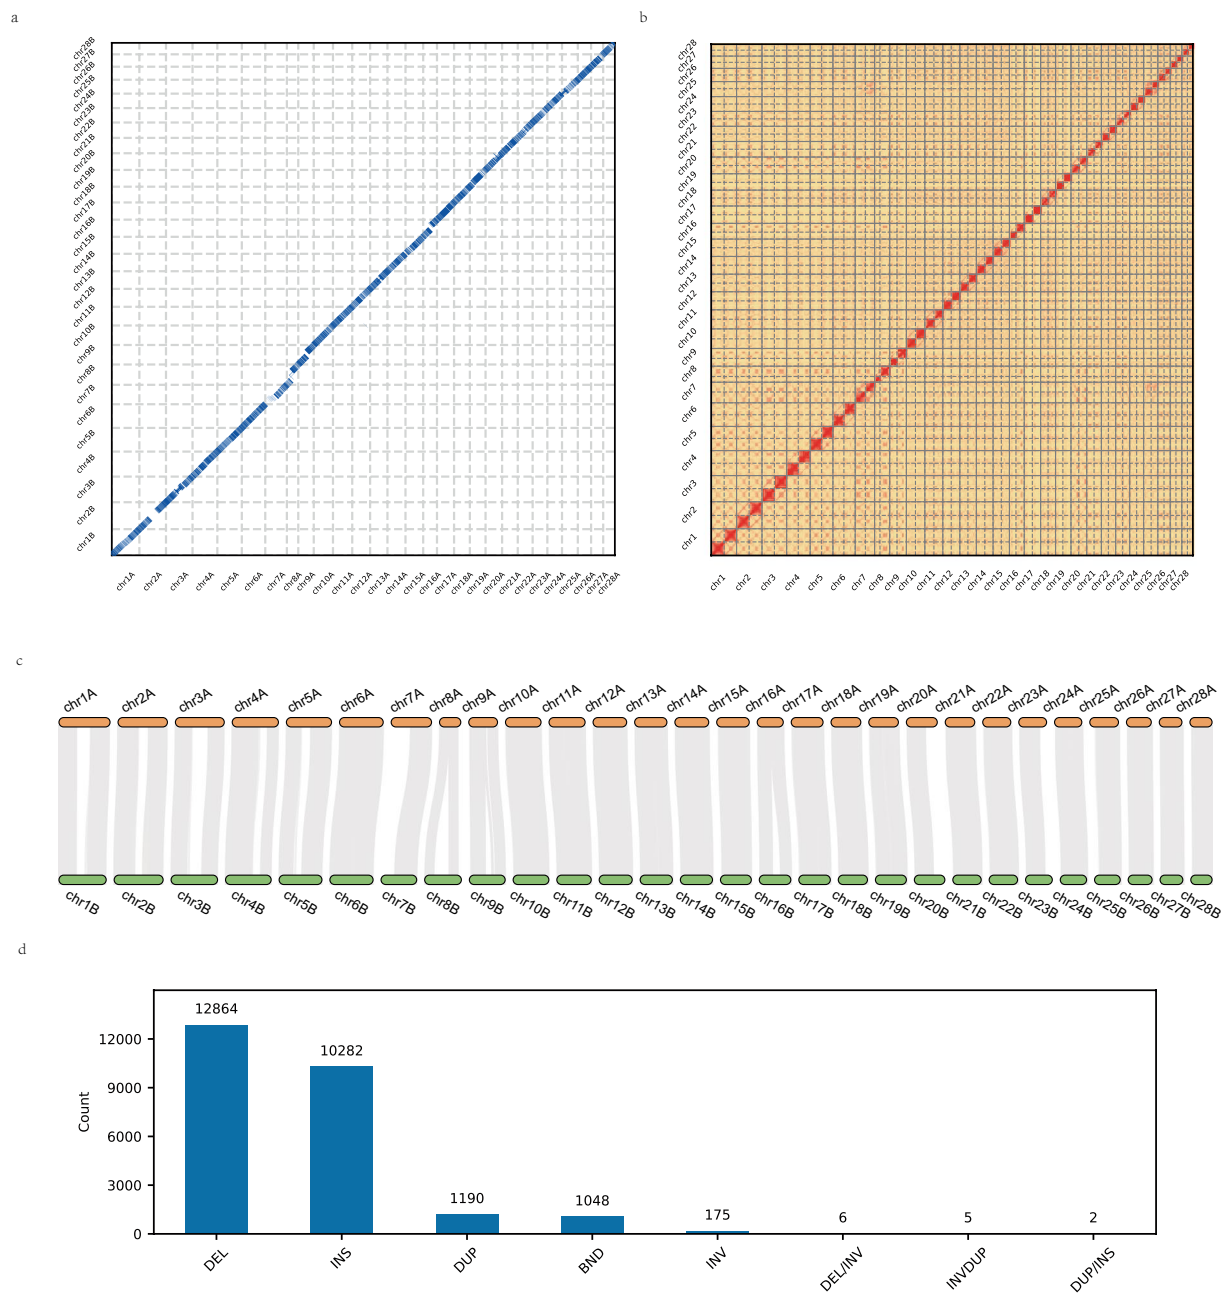 a
chr28B
chr27B
chr26B
chr25B
chr24B
chr23B
chr22B
chr21B
chr20B
chr19B
chr18B
chr17B
chr16B
chr15B
chr14B
chr13B
chr12B
chr11B
chr10B
chr9B
chr8B
chr7B
chr6B
chr5B
chr4B
chr3B
chr2B
chr1B
chr1A chr2A chr3A chr4A chr5A chr6A chr7A chr8A chr9A chr10A chr11A chr12A chr13A chr14A chr15A chr16A chr17A chr18A chr19A chr20A chr21A chr22A chr23A chr24A chr25A chr26A chr27A chr28A
b
chr28
chr27
chr26
chr25
chr24
chr23
chr22
chr21
chr20
chr19
chr18
chr17
chr16
chr15
chr14
chr13
chr12
chr11
chr10
chr9
chr8
chr7
chr6
chr5
chr4
chr3
chr2
chr1
chr1 chr2 chr3 chr4 chr5 chr6 chr7 chr8 chr9 chr10 chr11 chr12 chr13 chr14 chr15 chr16 chr17 chr18 chr19 chr20 chr21 chr22 chr23 chr24 chr25 chr26 chr27 chr28
c
chr1A chr2A chr3A chr4A chr5A chr6A chr7A chr8A chr9A chr10A chr11A chr12A chr13A chr14A chr15A chr16A chr17A chr18A chr19A chr20A chr21A chr22A chr23A chr24A chr25A chr26A chr27A chr28A
chr1B chr2B chr3B chr4B chr5B chr6B chr7B chr8B chr9B chr10B chr11B chr12B chr13B chr14B chr15B chr16B chr17B chr18B chr19B chr20B chr21B chr22B chr23B chr24B chr25B chr26B chr27B chr28B
d
Count
12000
9000
6000
3000
0
12864 10282 1190 1048 175 6 5 2
DEL INS DUP BND INV DEL/INV INVDUP DUP/INS